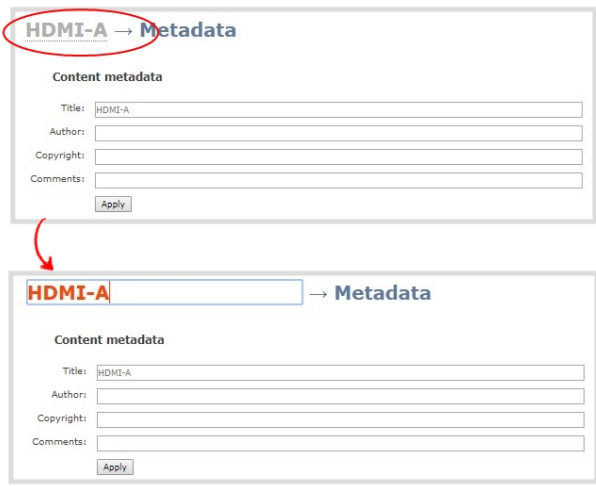 HDMI-A → Metadata
Content metadata
Title: HDMI-A
Author:
Copyright:
Comments:
Apply
HDMI-A → Metadata
Content metadata
Title: HDMI-A
Author:
Copyright:
Comments:
Apply